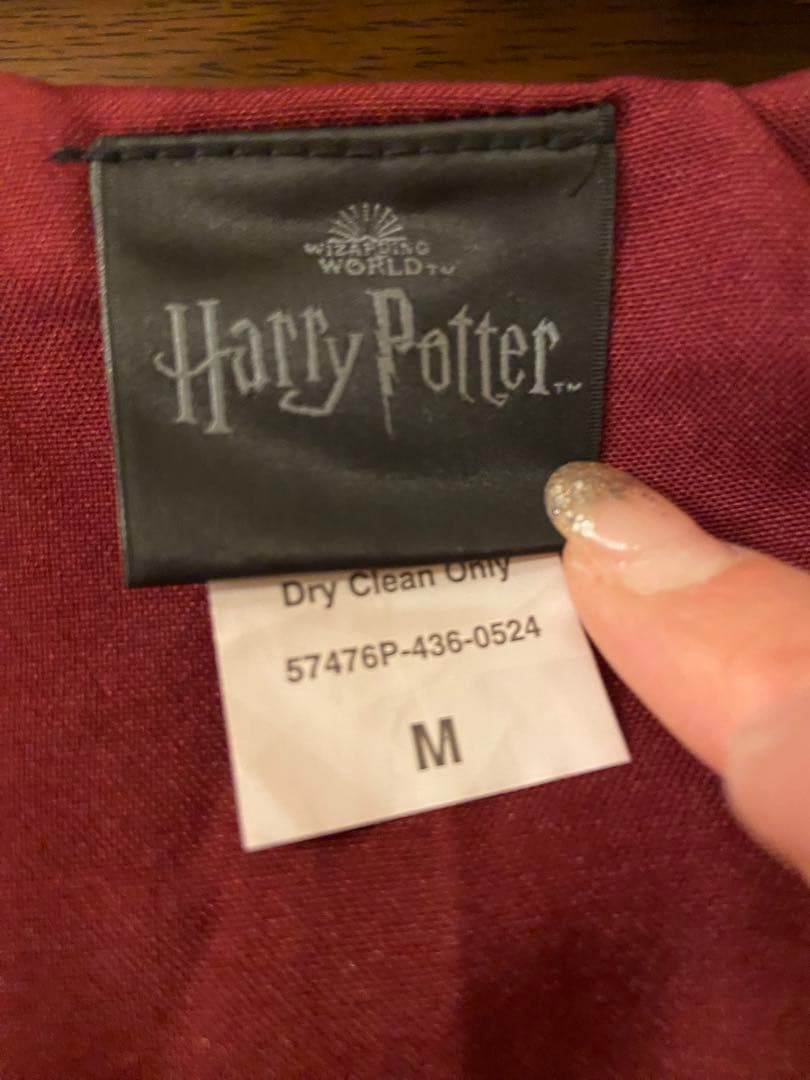 WIZARDING
WORLD™
Harry Potter™
Dry Clean Only
57476P-436-0524
M